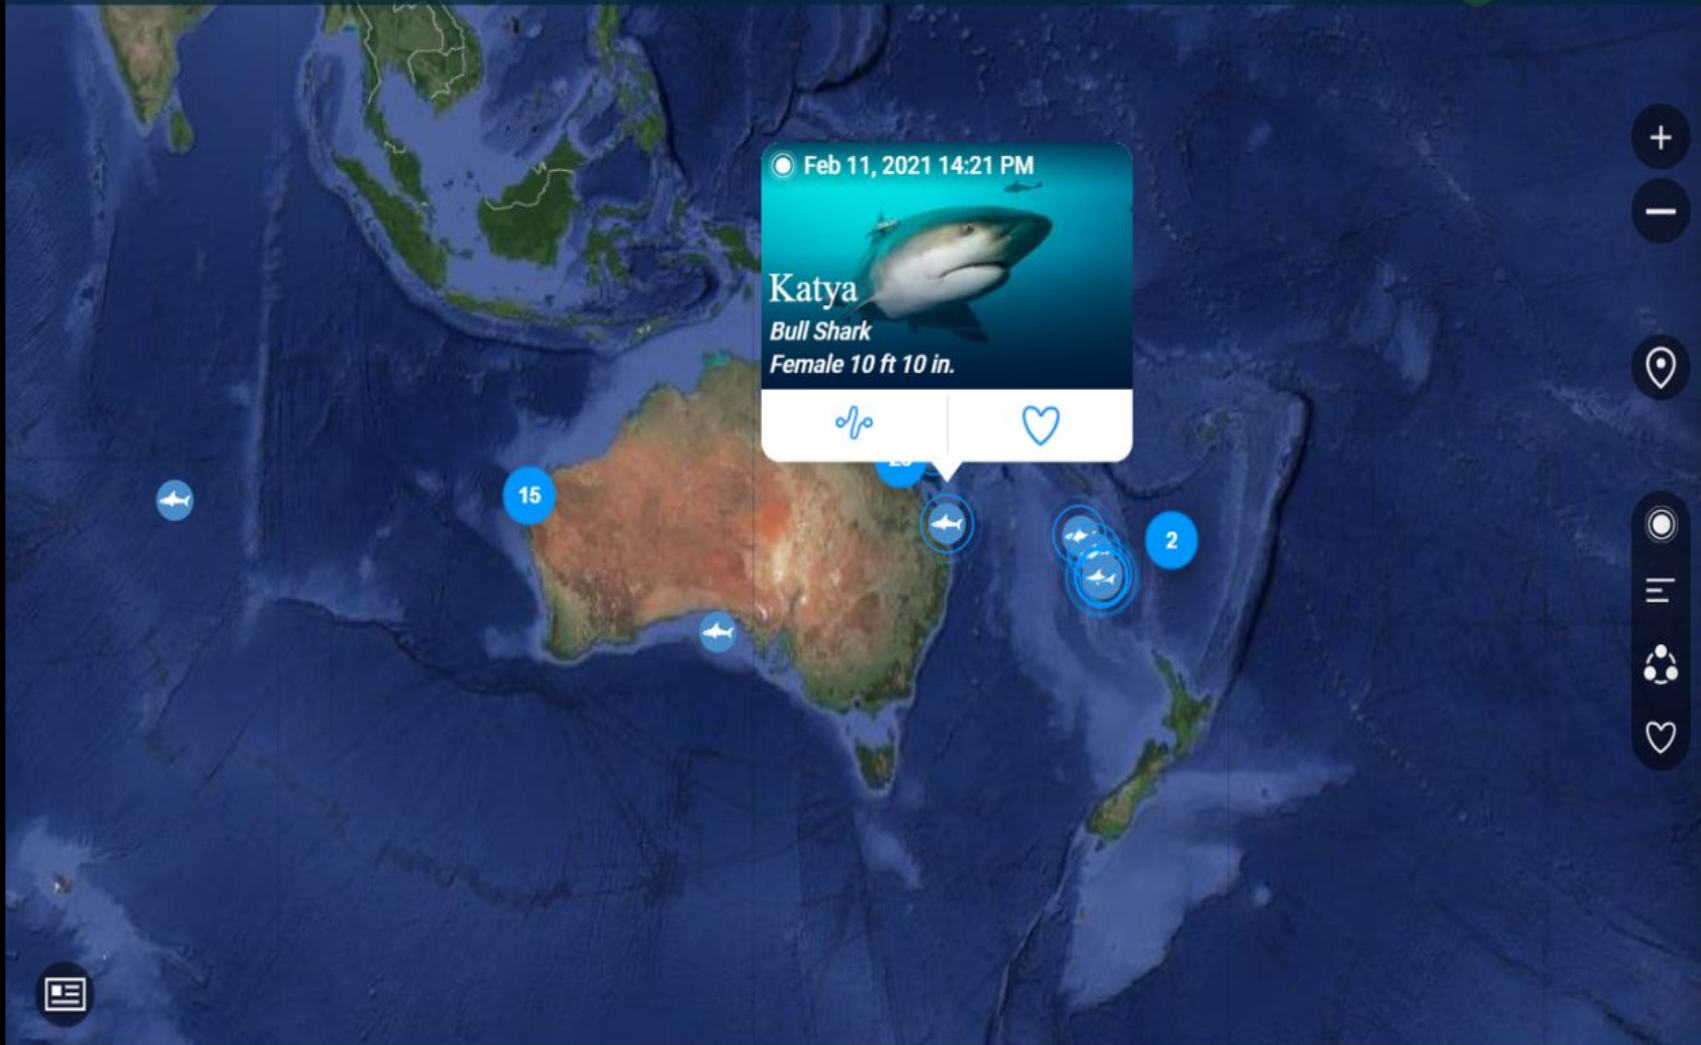 Feb 11, 2021 14:21 PM
Katya
Bull Shark
Female 10 ft 10 in.
15
2